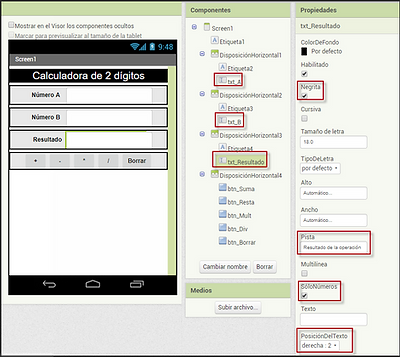 Mostrar en el Visor los componentes ocultos
Marcar para previsualizar al tamaño de la tablet
9:48
Screen1
Calculadora de 2 digitos
Número A
Número B
Resultado
+ - * / Borrar
Componentes
Screen1
Etiqueta1
DisposiciónHorizontal1
Etiqueta2
txt_A
DisposiciónHorizontal2
Etiqueta3
txt_B
DisposiciónHorizontal3
Etiqueta4
txt_Resultado
DisposiciónHorizontal4
btn_Suma
btn_Resta
btn_Mult
btn_Div
btn_Borrar
Cambiar nombre Borrar
Medios
Subir archivo...
Propiedades
txt_Resultado
ColorDeFondo
Por defecto
Habilitado
Negrita
Cursiva
Tamaño de letra
18.0
TipoDeLetra
por defecto
Alto
Automático...
Ancho
Automático...
Pista
Resultado de la operación
Multilínea
SóloNúmeros
Texto
PosiciónDelTexto
derecha : 2